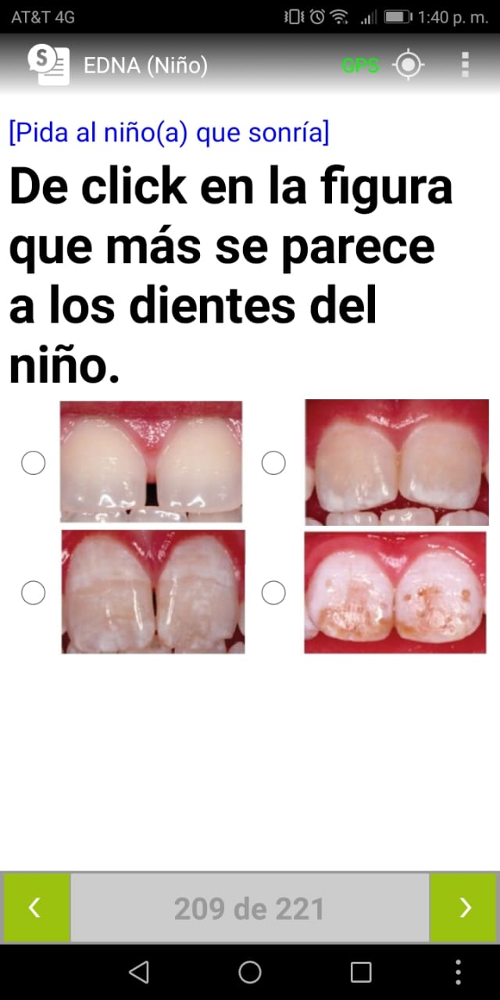 AT&T 4G
1:40 p. m.
S
EDNA (Niño)
GPS
[Pida al niño(a) que sonría]
De click en la figura
que más se parece
a los dientes del
niño.
209 de 221